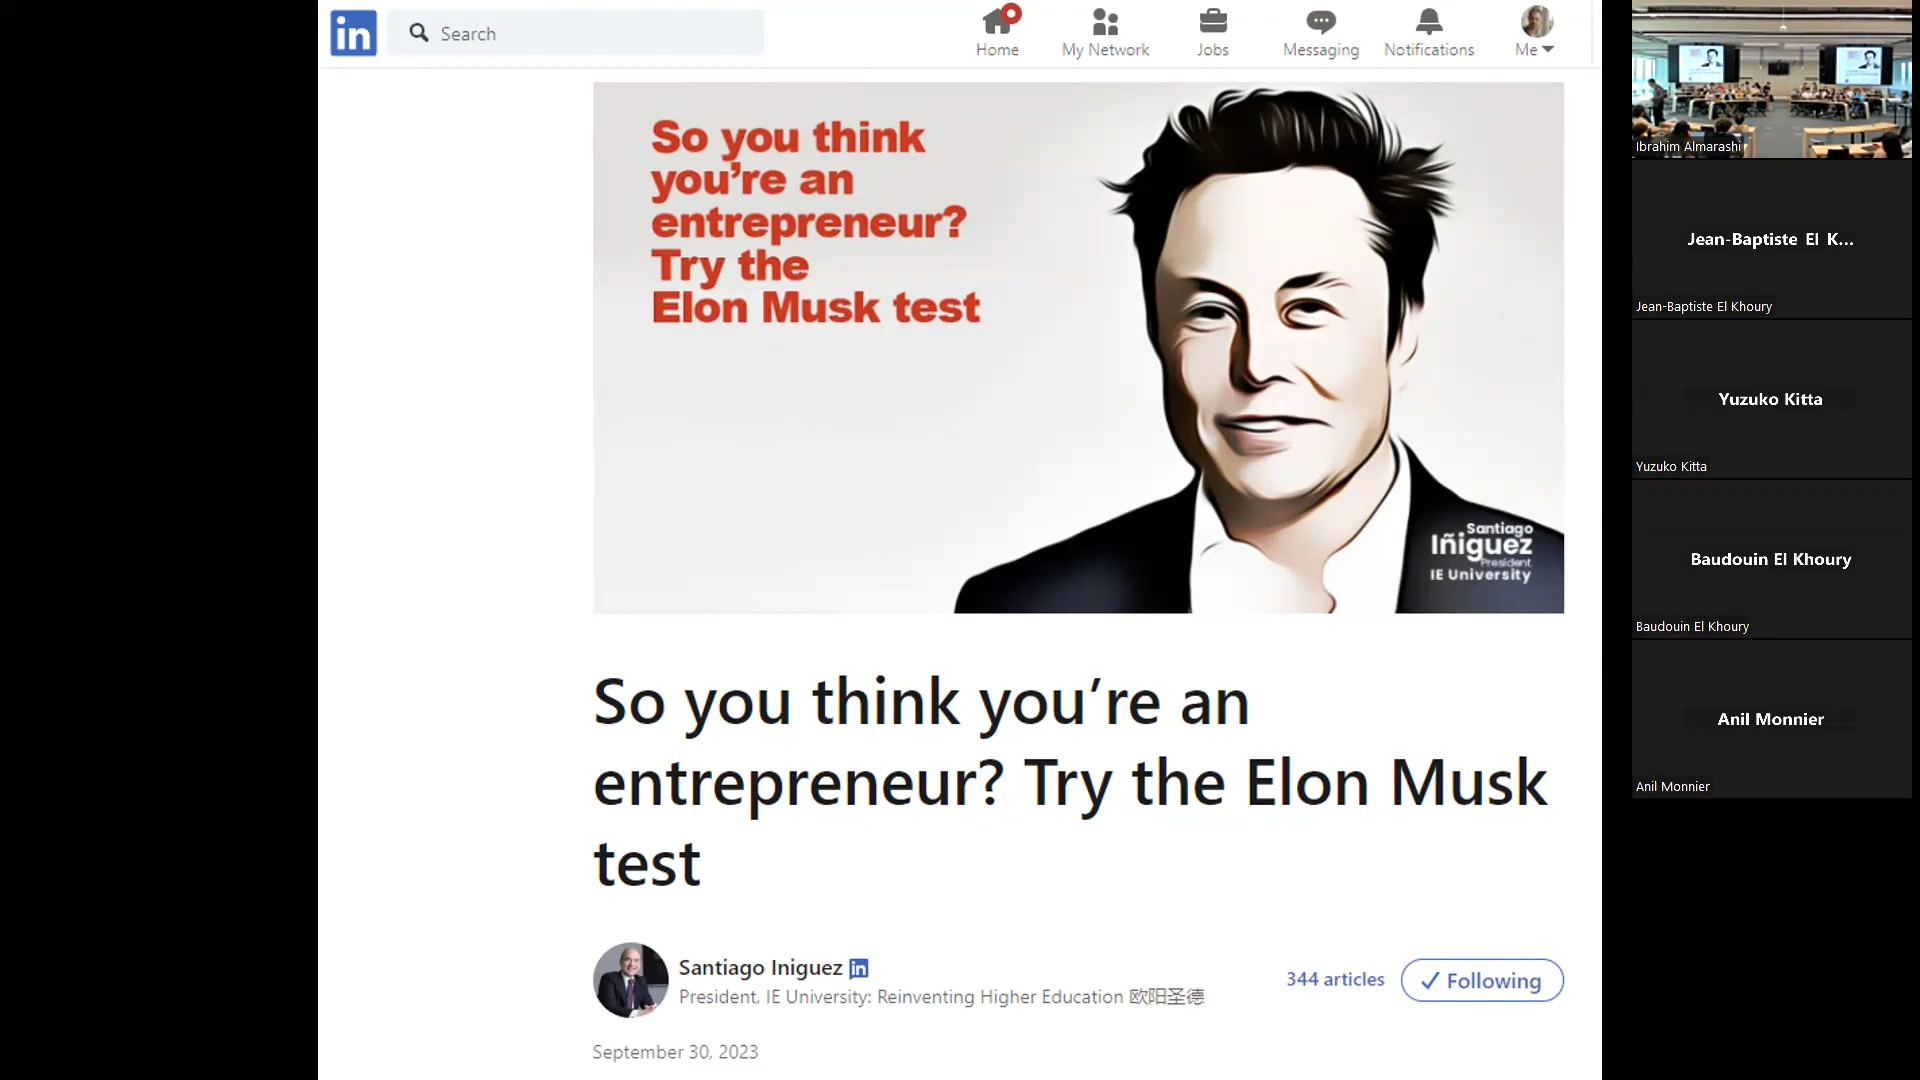 in
Search
Home
My Network
Jobs
Messaging
Notifications
Me
So you think
you’re an
entrepreneur?
Try the
Elon Musk test
Santiago
Iñiguez
President
IE University
So you think you’re an
entrepreneur? Try the Elon Musk
test
Santiago Iniguez in
President, IE University: Reinventing Higher Education 欧阳圣德
344 articles
Following
September 30, 2023
Ibrahim Almarashi
Jean-Baptiste El K...
Jean-Baptiste El Khoury
Yuzuko Kitta
Yuzuko Kitta
Baudouin El Khoury
Baudouin El Khoury
Anil Monnier
Anil Monnier